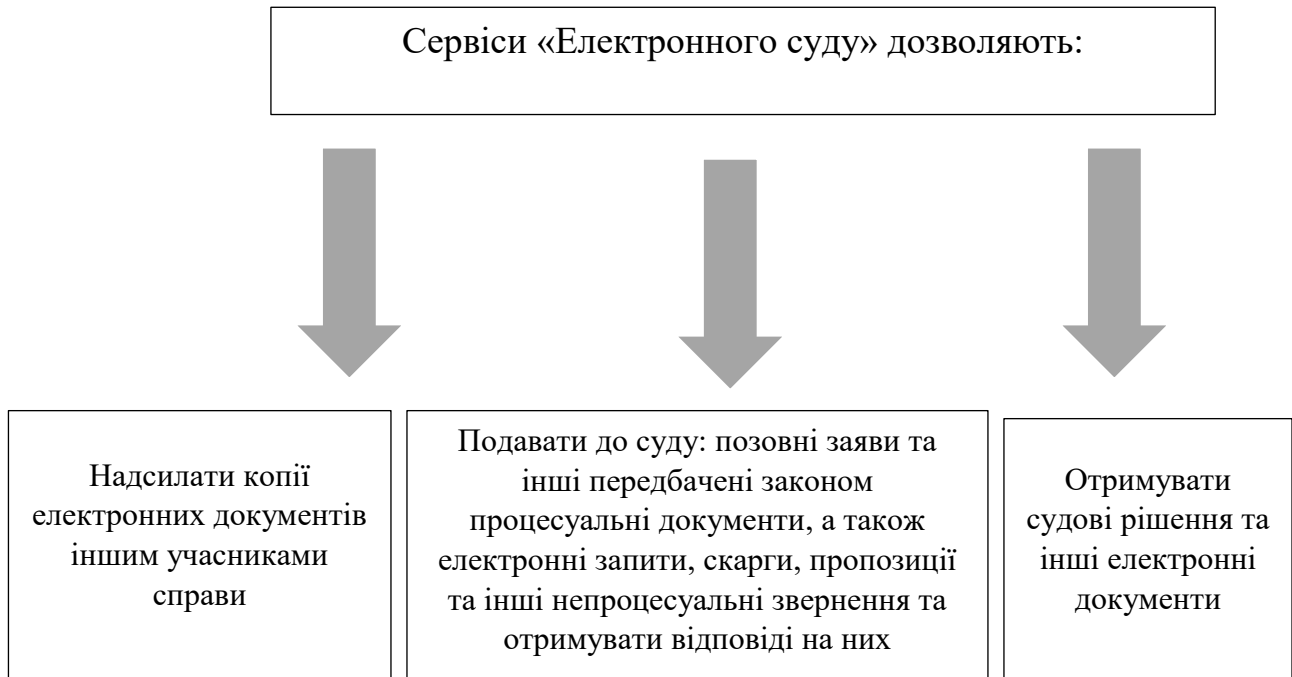 Сервіси «Електронного суду» дозволяють:
Надсилати копії
електронних документів
іншим учасниками
справи
Подавати до суду: позовні заяви та
інші передбачені законом
процесуальні документи, а також
електронні запити, скарги, пропозиції
та інші непроцесуальні звернення та
отримувати відповіді на них
Отримувати
судові рішення та
інші електронні
документи